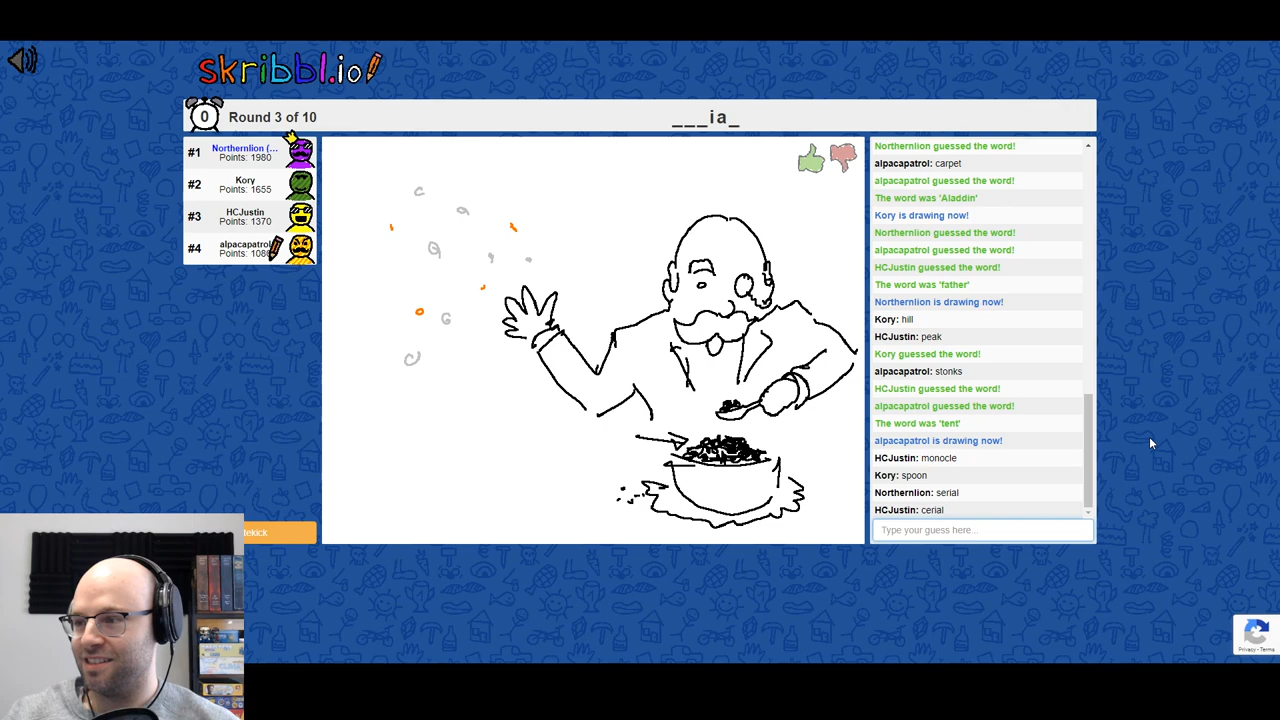 skribbl.io
0
Round 3 of 10
___ia_
#1
Northernlion (...
Points: 1980
#2
Kory
Points: 1655
#3
HCJustin
Points: 1370
#4
alpacapatrol
Northernlion guessed the word!
alpacapatrol: carpet
alpacapatrol guessed the word!
The word was 'Aladdin'
Kory is drawing now!
Northernlion guessed the word!
alpacapatrol guessed the word!
HCJustin guessed the word!
The word was 'father'
Northernlion is drawing now!
Kory: hill
HCJustin: peak
Kory guessed the word!
alpacapatrol: stonks
HCJustin guessed the word!
alpacapatrol guessed the word!
The word was 'tent'
alpacapatrol is drawing now!
HCJustin: monocle
Kory: spoon
Northernlion: serial
HCJustin: cerial
Type your guess here...
Privacy - Terms